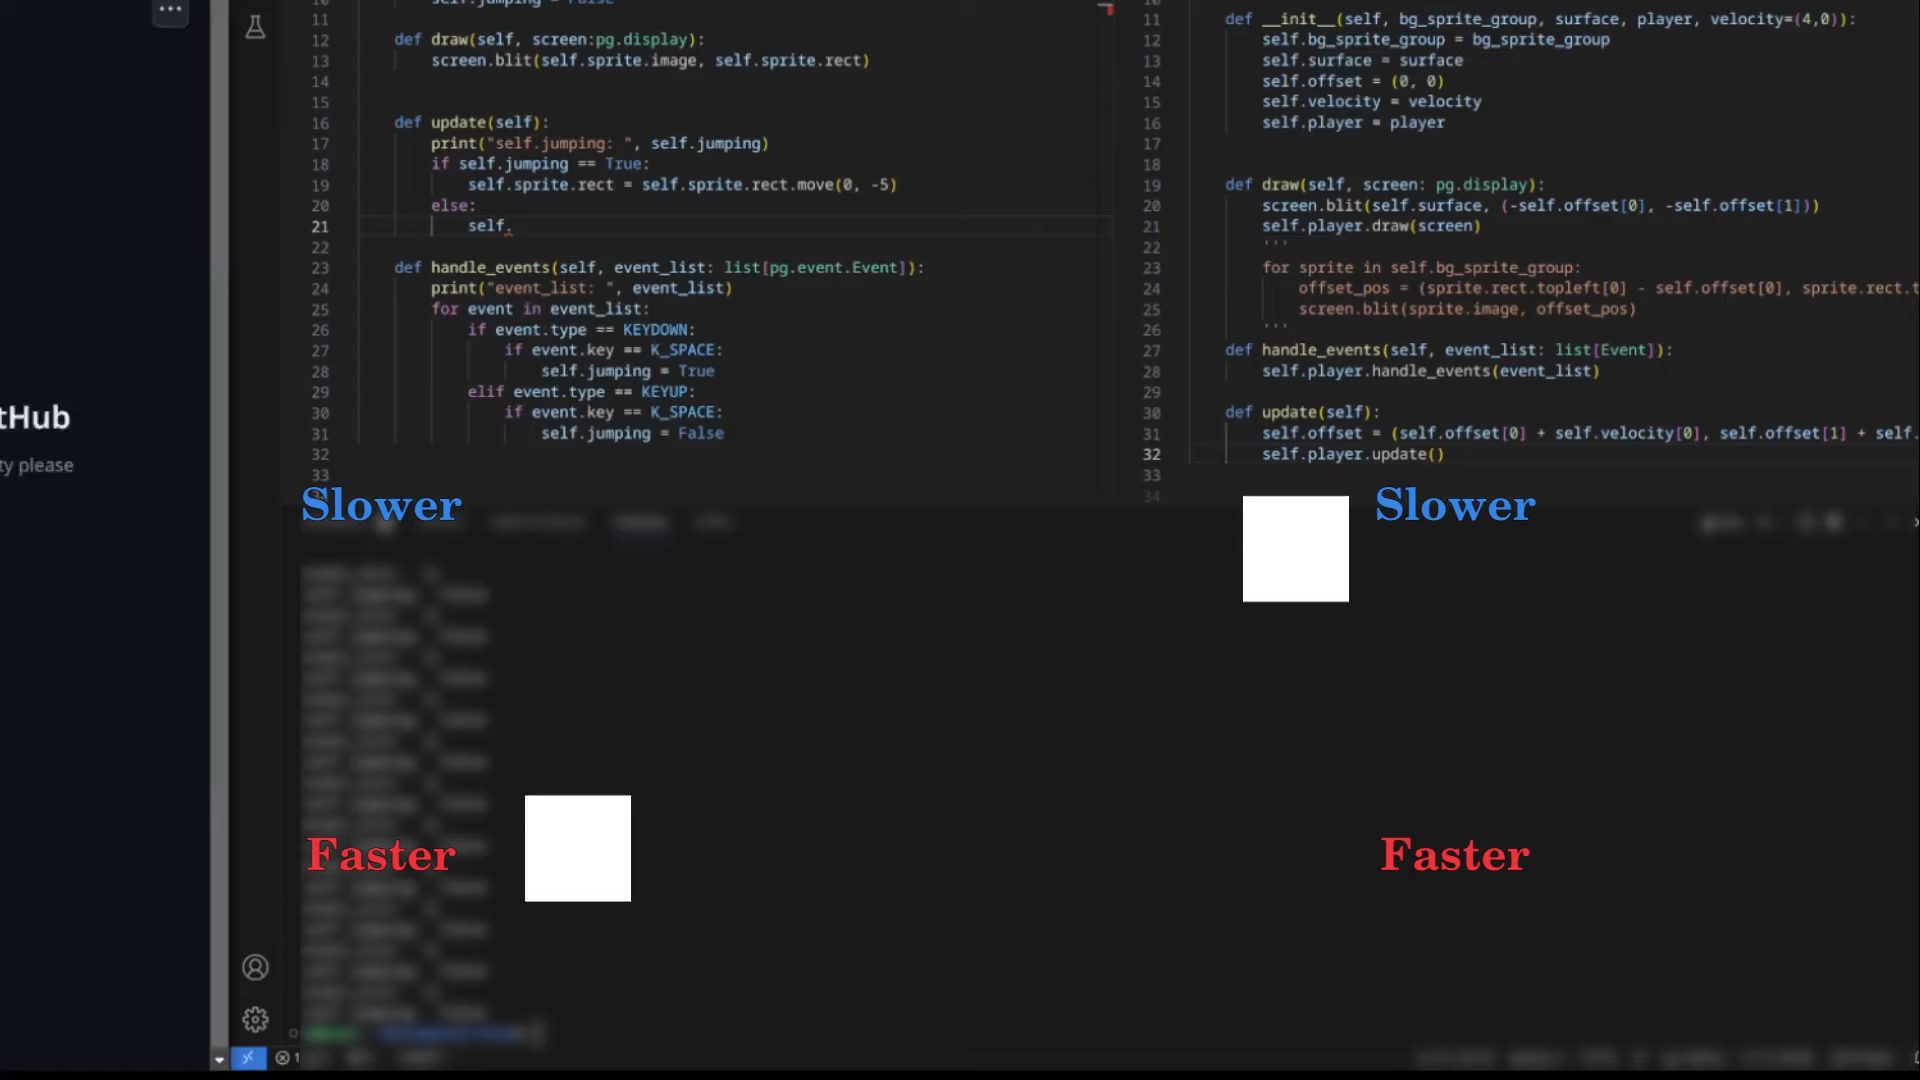 tHub
ty please
11
12 def draw(self, screen:pg.display):
13 screen.blit(self.sprite.image, self.sprite.rect)
14
15
16 def update(self):
17 print("self.jumping: ", self.jumping)
18 if self.jumping == True:
19 self.sprite.rect = self.sprite.rect.move(0, -5)
20 else:
21 self.
22
23 def handle_events(self, event_list: list[pg.event.Event]):
24 print("event_list: ", event_list)
25 for event in event_list:
26 if event.type == KEYDOWN:
27 if event.key == K_SPACE:
28 self.jumping = True
29 elif event.type == KEYUP:
30 if event.key == K_SPACE:
31 self.jumping = False
32
33
11 def __init__(self, bg_sprite_group, surface, player, velocity=(4,0)):
12 self.bg_sprite_group = bg_sprite_group
13 self.surface = surface
14 self.offset = (0, 0)
15 self.velocity = velocity
16 self.player = player
17
18
19 def draw(self, screen: pg.display):
20 screen.blit(self.surface, (-self.offset[0], -self.offset[1]))
21 self.player.draw(screen)
22 '''
23 for sprite in self.bg_sprite_group:
24 offset_pos = (sprite.rect.topleft[0] - self.offset[0], sprite.rect.t
25 screen.blit(sprite.image, offset_pos)
26 '''
27 def handle_events(self, event_list: list[Event]):
28 self.player.handle_events(event_list)
29
30 def update(self):
31 self.offset = (self.offset[0] + self.velocity[0], self.offset[1] + self.
32 self.player.update()
33
34
Slower
Slower
Faster
Faster